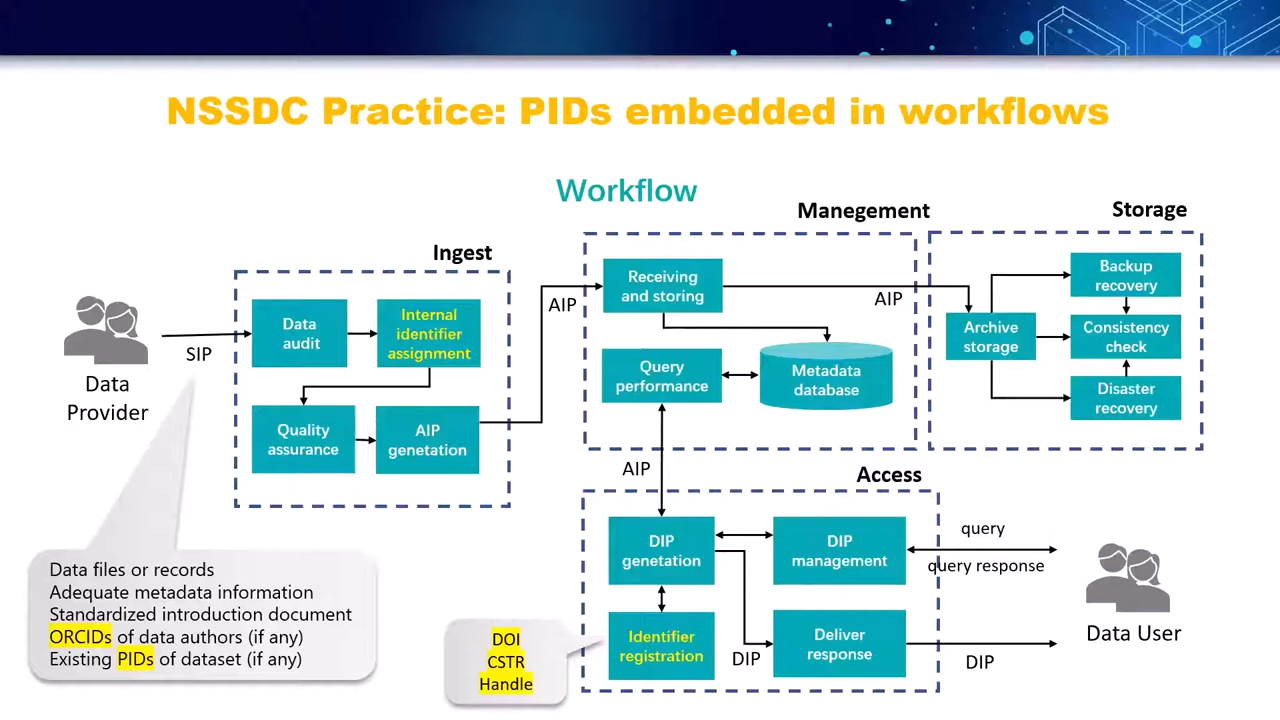 NSSDC Practice: PIDs embedded in workflows
Workflow
Ingest
Manegement
Storage
Data
Provider
SIP
Data
audit
Internal
identifier
assignment
Quality
assurance
AIP
genetation
AIP
Receiving
and storing
Query
performance
Metadata
database
AIP
Archive
storage
Backup
recovery
Consistency
check
Disaster
recovery
AIP
Access
DIP
genetation
DIP
management
Identifier
registration
DIP
Deliver
response
query
query response
DIP
Data User
Data files or records
Adequate metadata information
Standardized introduction document
ORCIDs of data authors (if any)
Existing PIDs of dataset (if any)
DOI
CSTR
Handle